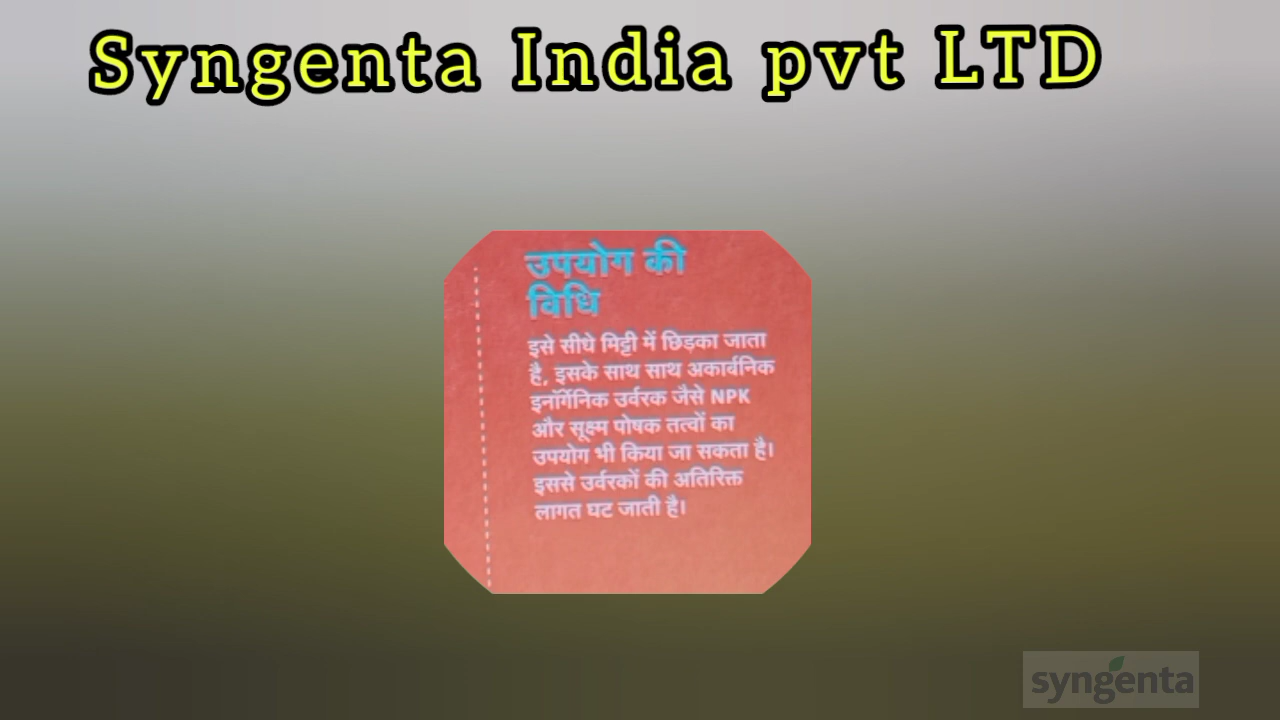 Syngenta India pvt LTD
उपयोग की
विधि
इसे सीधे मिट्टी में छिड़का जाता
है, इसके साथ साथ अकार्बनिक
इनॉर्गेनिक उर्वरक जैसे NPK
और सूक्ष्म पोषक तत्वों का
उपयोग भी किया जा सकता है।
इससे उर्वरकों की अतिरिक्त
लागत घट जाती है।
syngenta